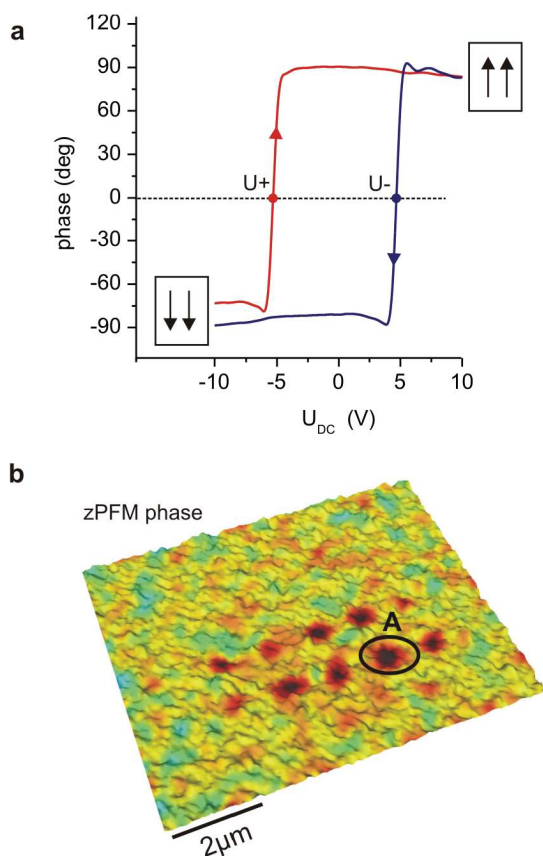 a
120
90
60
30
0
-30
-60
-90
phase (deg)
U+ U-
-10 -5 0 5 10
U_DC (V)
b
zPFM phase
A
2µm